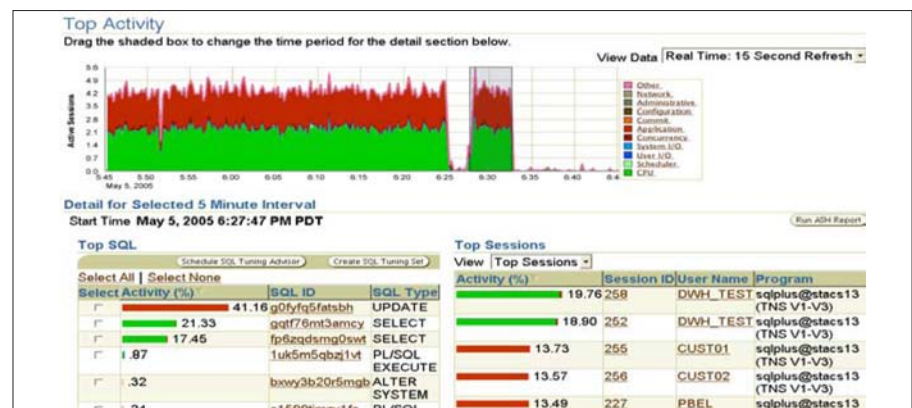 Top Activity
Drag the shaded box to change the time period for the detail section below.
View Data Real Time: 15 Second Refresh
5.6
4.9
4.2
3.5
2.8
2.1
1.4
0.7
0.0
Active Sessions
5:45 5:50 5:55 6:00 6:05 6:10 6:15 6:20 6:25 6:30 6:35 6:40 6:4
May 5, 2005
Other
Network
Administrative
Configuration
Commit
Application
Concurrency
System I/O
User I/O
Scheduler
CPU
Detail for Selected 5 Minute Interval
Start Time May 5, 2005 6:27:47 PM PDT
Run ASH Report
Top SQL
Schedule SQL Tuning Advisor Create SQL Tuning Set
Select All | Select None
Select Activity (%) SQL ID SQL Type
41.16 g0fyfq5fatsbh UPDATE
21.33 gqtf76mt3amcy SELECT
17.45 fp6zqdsmg0swt SELECT
.87 1uk5m5qbzj1vt PL/SQL EXECUTE
.32 bxwy3b20r5mgb ALTER SYSTEM
Top Sessions
View Top Sessions
Activity (%) Session ID User Name Program
19.76 258 DWH_TEST sqlplus@stacs13 (TNS V1-V3)
18.90 252 DWH_TEST sqlplus@stacs13 (TNS V1-V3)
13.73 255 CUST01 sqlplus@stacs13 (TNS V1-V3)
13.57 256 CUST02 sqlplus@stacs13 (TNS V1-V3)
13.49 227 PBEL sqlplus@stacs13